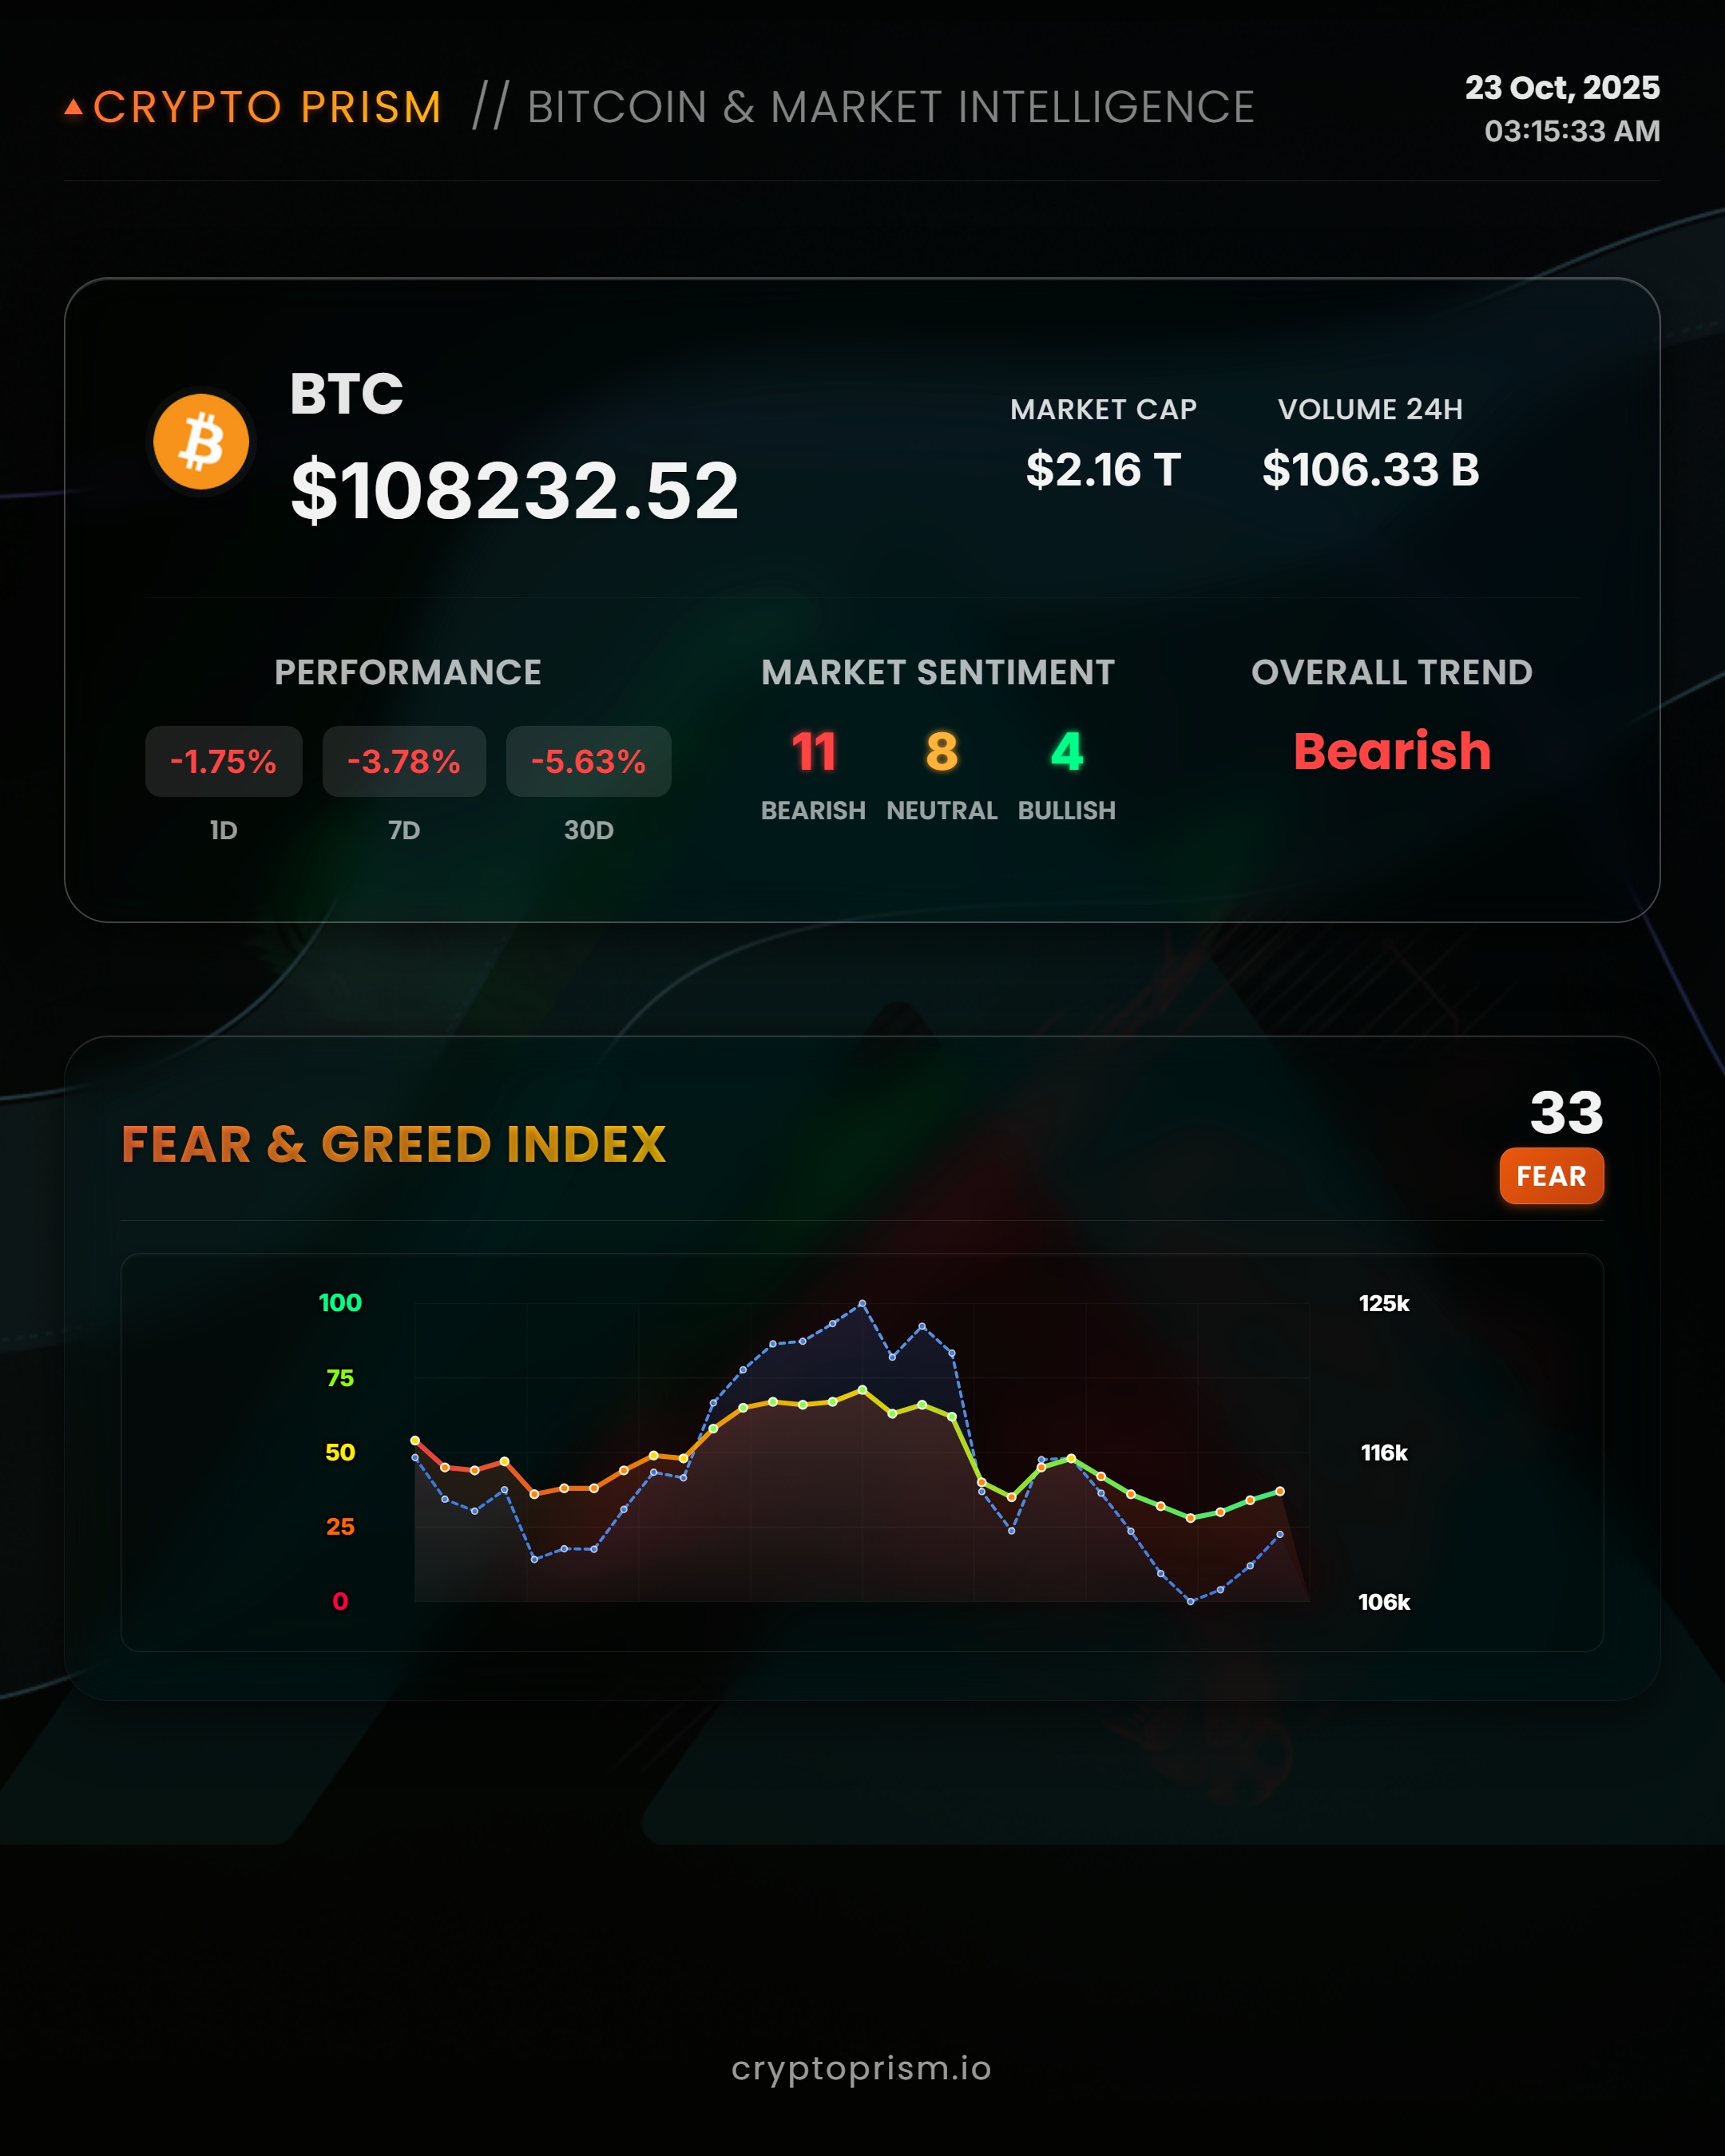 CRYPTO PRISM // BITCOIN & MARKET INTELLIGENCE
23 Oct, 2025
03:15:33 AM
BTC
$108232.52
MARKET CAP
$2.16 T
VOLUME 24H
$106.33 B
PERFORMANCE
-1.75% -3.78% -5.63%
1D 7D 30D
MARKET SENTIMENT
11 8 4
BEARISH NEUTRAL BULLISH
OVERALL TREND
Bearish
FEAR & GREED INDEX
33
FEAR
100
75
50
25
0
125k
116k
106k
cryptoprism.io